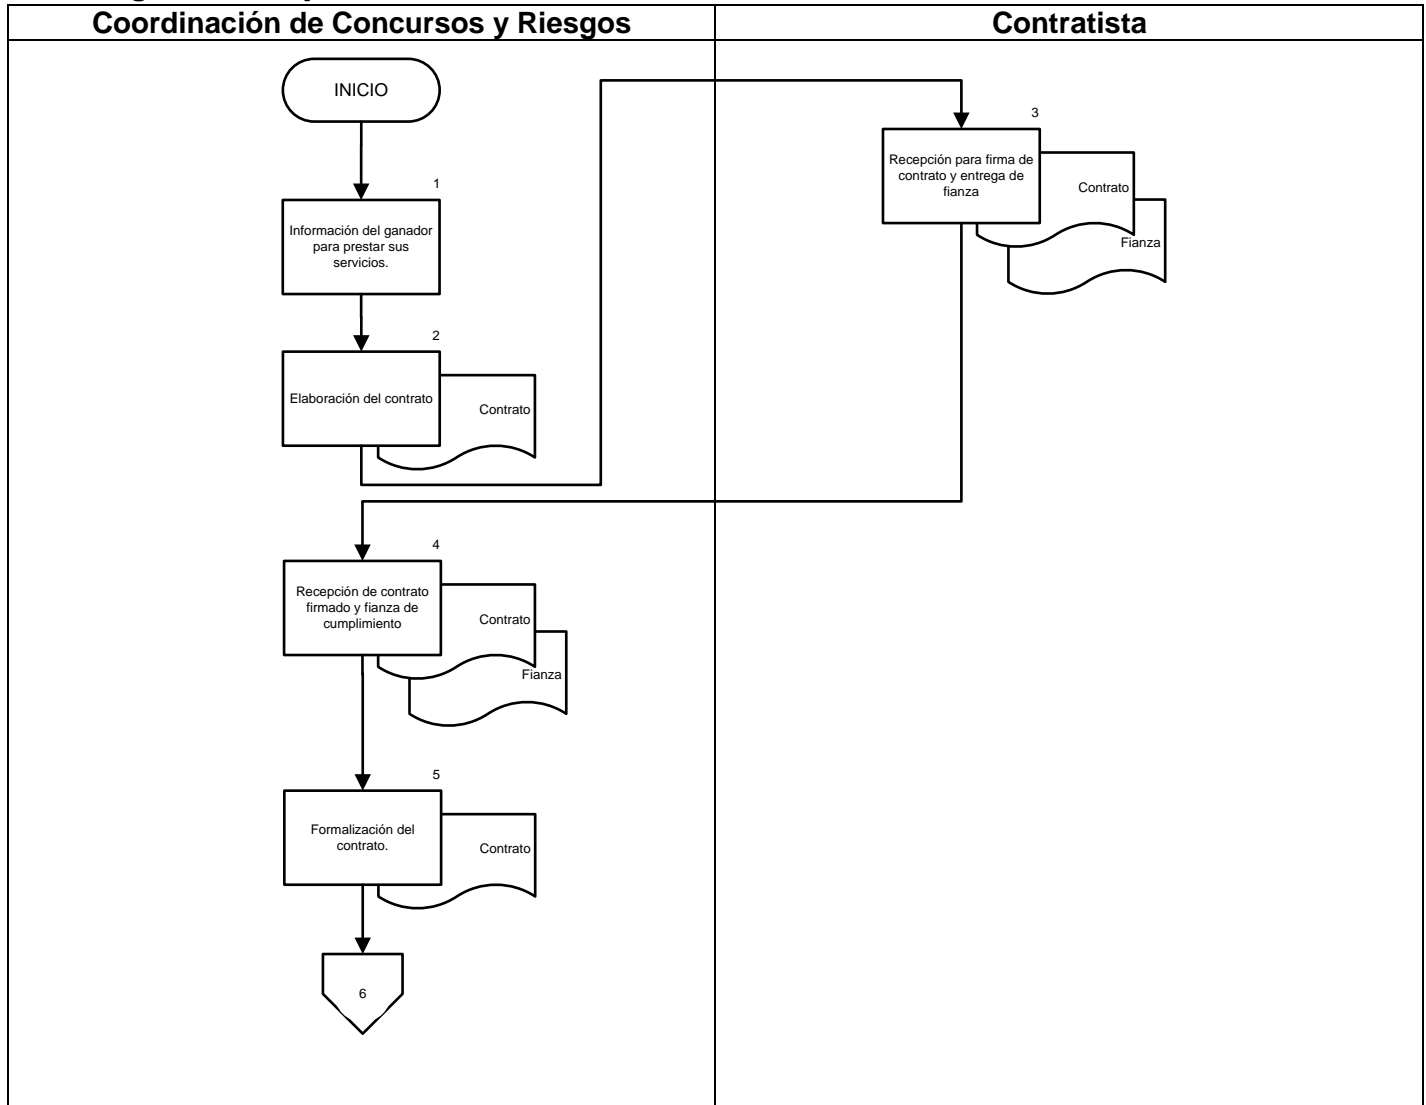 Coordinación de Concursos y Riesgos
Contratista
INICIO
1
Información del ganador
para prestar sus
servicios.
2
Elaboración del contrato
Contrato
3
Recepción para firma de
contrato y entrega de
fianza
Contrato
Fianza
4
Recepción de contrato
firmado y fianza de
cumplimiento
Contrato
Fianza
5
Formalización del
contrato.
Contrato
6